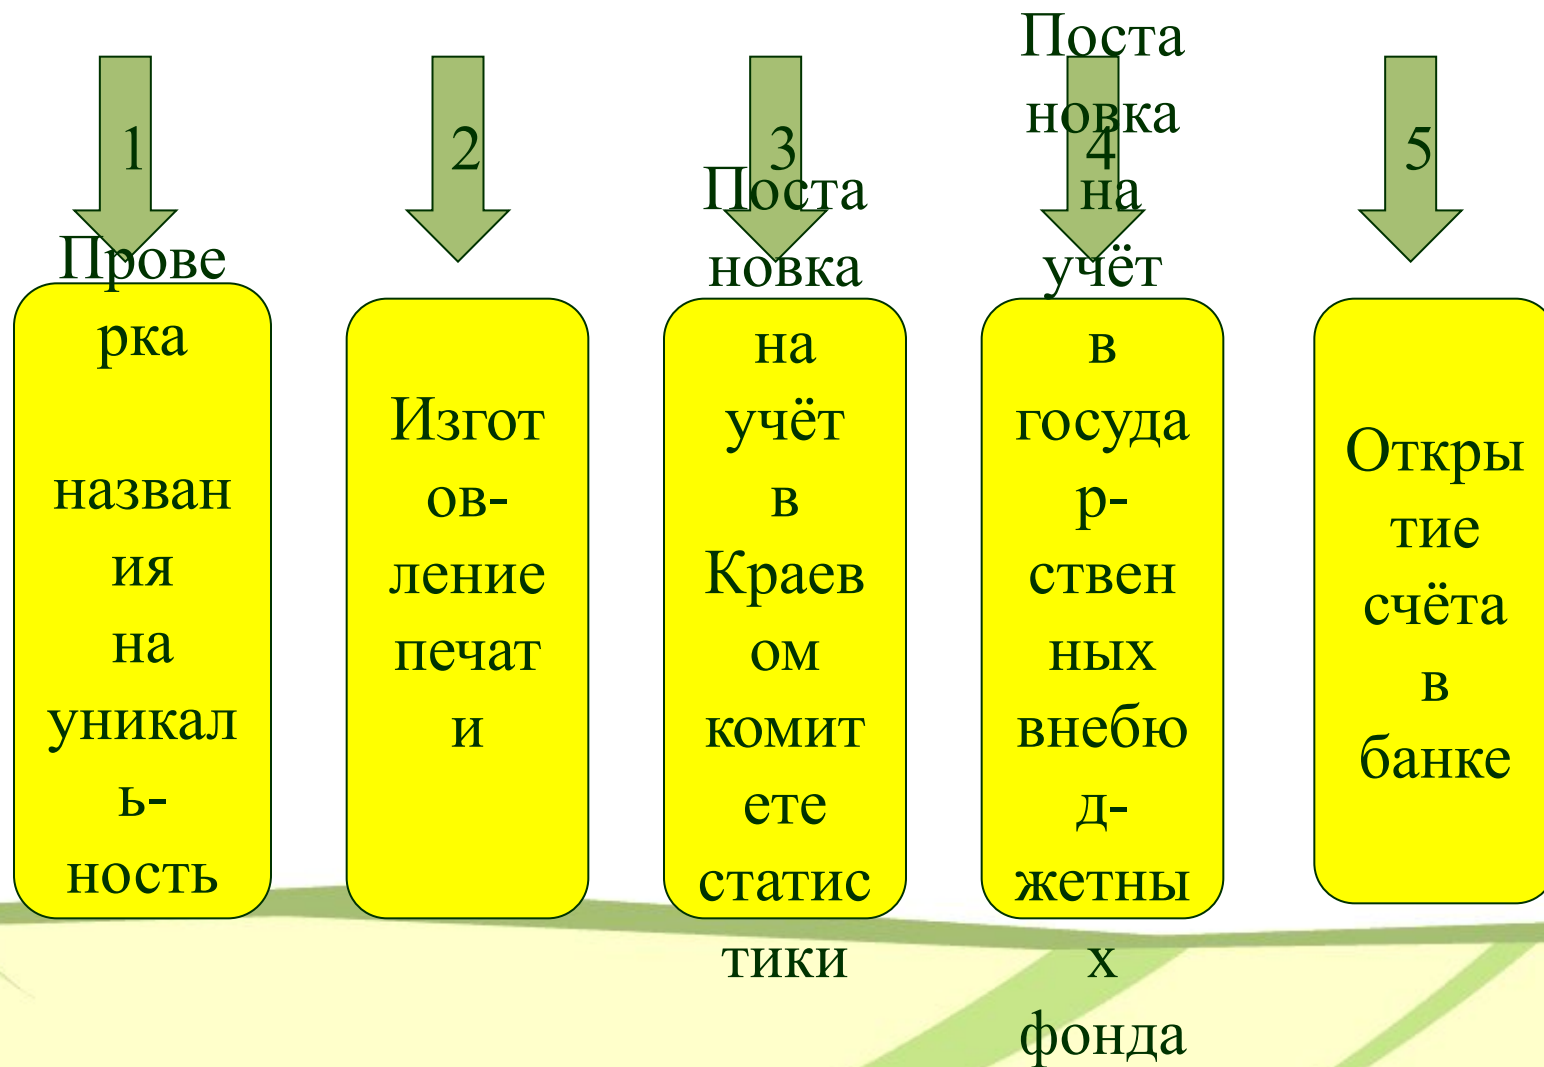 1
Прове
рка
назван
ия
на
уникал
ь-
ность
2
Изгот
ов-
ление
печат
и
3
Поста
новка
на
учёт
в
Краев
ом
комит
ете
статис
тики
4
Поста
новка
на
учёт
в
госуда
р-
ствен
ных
внебю
д-
жетны
х
фонда
5
Откры
тие
счёта
в
банке